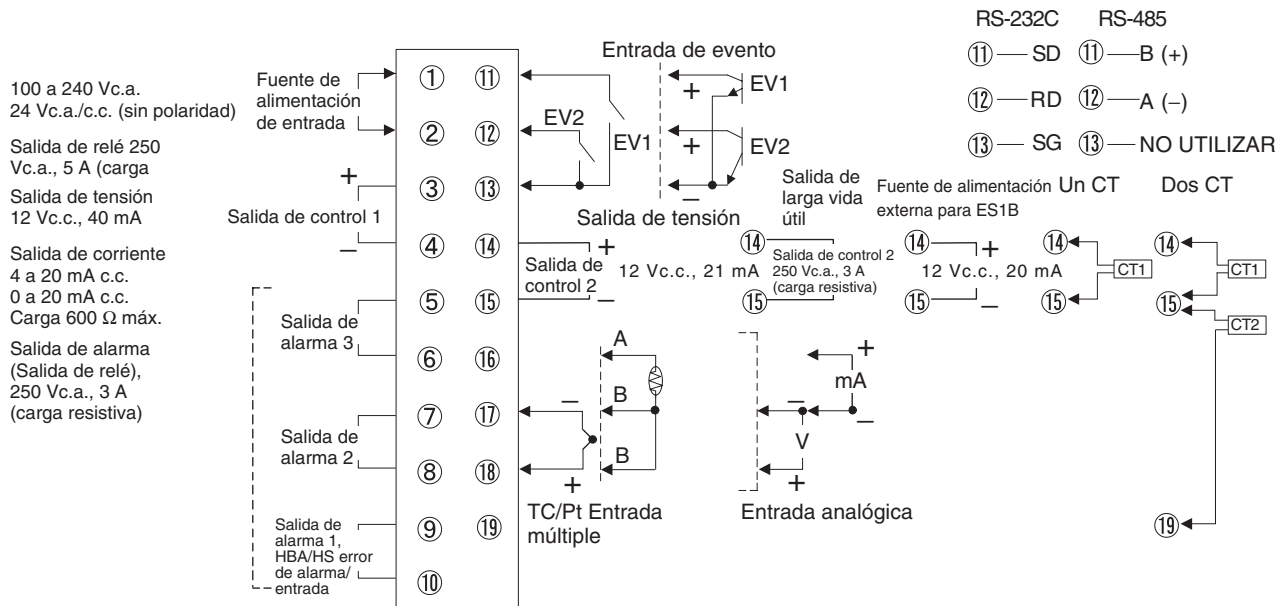 100 a 240 Vc.a.
24 Vc.a./c.c. (sin polaridad)
Salida de relé 250
Vc.a., 5 A (carga
Salida de tensión
12 Vc.c., 40 mA
Salida de corriente
4 a 20 mA c.c.
0 a 20 mA c.c.
Carga 600 Ω máx.
Salida de alarma
(Salida de relé),
250 Vc.a., 3 A
(carga resistiva)
Fuente de
alimentación
de entrada
+
Salida de control 1
–
Salida de
alarma 3
Salida de
alarma 2
Salida de
alarma 1,
HBA/HS error
de alarma/
entrada
① ⑪
② ⑫
③ ⑬
④ ⑭
⑤ ⑮
⑥ ⑯
⑦ ⑰
⑧ ⑱
⑨ ⑲
⑩
Entrada de evento
EV2
EV1
+
EV1
+
EV2
–
Salida de tensión
+
Salida de
control 2
–
12 Vc.c., 21 mA
Salida de
larga vida
útil
⑭
Salida de control 2
250 Vc.a., 3 A
(carga resistiva)
⑮
Fuente de alimentación
externa para ES1B
⑭ +
12 Vc.c., 20 mA
⑮ –
Un CT
⑭
CT1
⑮
Dos CT
⑭
CT1
⑮
CT2
⑲
RS-232C RS-485
⑪ SD ⑪ B (+)
⑫ RD ⑫ A (–)
⑬ SG ⑬ NO UTILIZAR
A
–
B
B
+
TC/Pt Entrada
múltiple
+
mA
– –
V
+
Entrada analógica